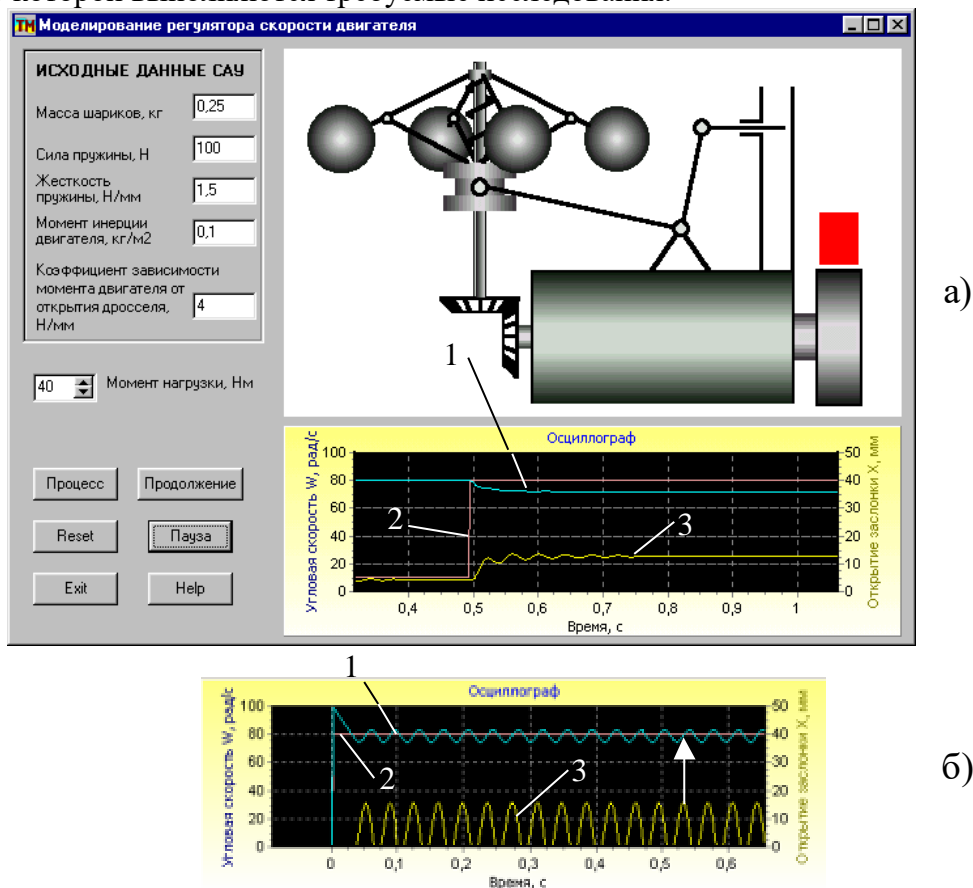 которой выполняются требуемые исследования.
TM Моделирование регулятора скорости двигателя
ИСХОДНЫЕ ДАННЫЕ САУ
Масса шариков, кг 0,25
Сила пружины, Н 100
Жесткость
пружины, Н/мм 1,5
Момент инерции
двигателя, кг/м2 0,1
Коэффициент зависимости
момента двигателя от
открытия дросселя, 4
Н/мм
40 Момент нагрузки, Нм
Процесс Продолжение
Reset Пауза
Exit Help
а)
1
Осциллограф
Угловая скорость W, рад/с
100
80
60
40
20
0
2
3
50
40
30
20
10
0
Открытие заслонки X, мм
0,4 0,5 0,6 0,7 0,8 0,9 1
Время, с
1
Осциллограф
Угловая скорость W, рад/с
100
80
60
40
20
0
2
3
50
40
30
20
10
0
Открытие заслонки X, мм
0 0,1 0,2 0,3 0,4 0,5 0,6
Время, с
б)